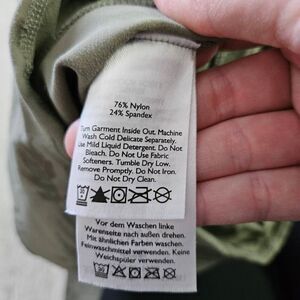 76% Nylon
24% Spandex
Turn Garment Inside Out. Machine
Wash Cold Delicate Separately.
Use Mild Liquid Detergent. Do Not
Bleach. Do Not Use Fabric
Softeners. Tumble Dry Low.
Remove Promptly. Do Not Iron.
Do Not Dry Clean.
Vor dem Waschen linke
Warenseite nach außen drehen.
Mit ähnlichen Farben waschen.
Feinwaschmittel verwenden. Keine
Weichspüler verwenden.